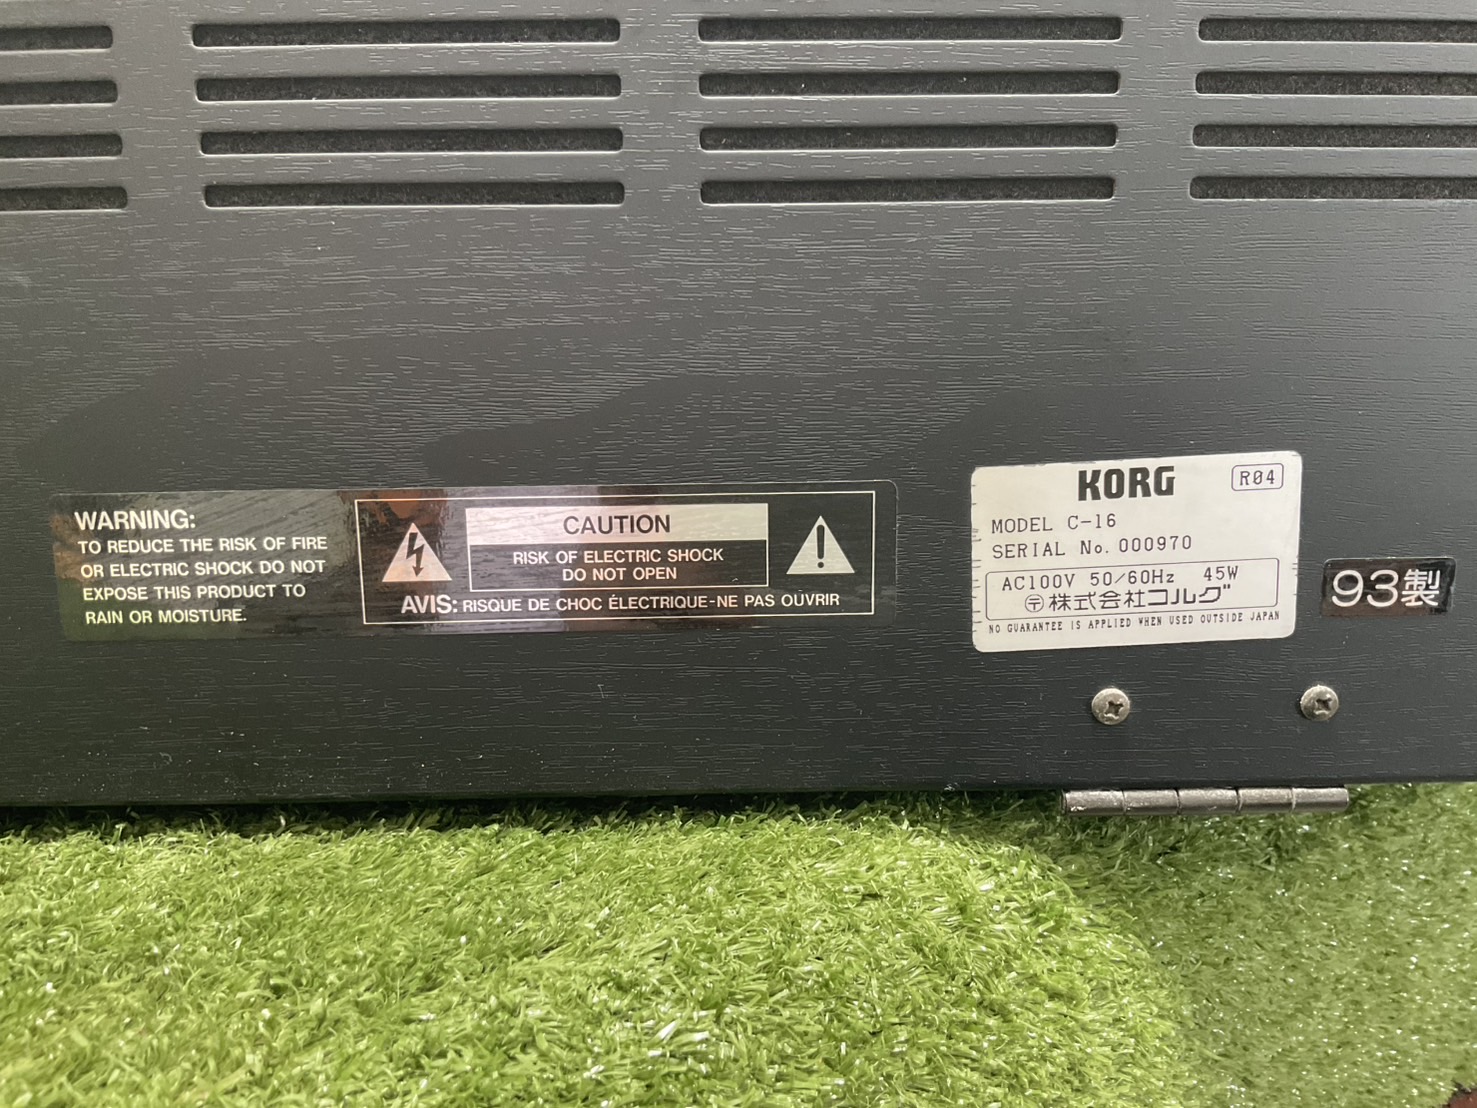 WARNING:
TO REDUCE THE RISK OF FIRE
OR ELECTRIC SHOCK DO NOT
EXPOSE THIS PRODUCT TO
RAIN OR MOISTURE.
CAUTION
RISK OF ELECTRIC SHOCK
DO NOT OPEN
AVIS: RISQUE DE CHOC ÉLECTRIQUE-NE PAS OUVRIR
KORG R04
MODEL C-16
SERIAL No. 000970
AC100V 50/60Hz 45W
〒株式会社コルグ
NO GUARANTEE IS APPLIED WHEN USED OUTSIDE JAPAN
93製